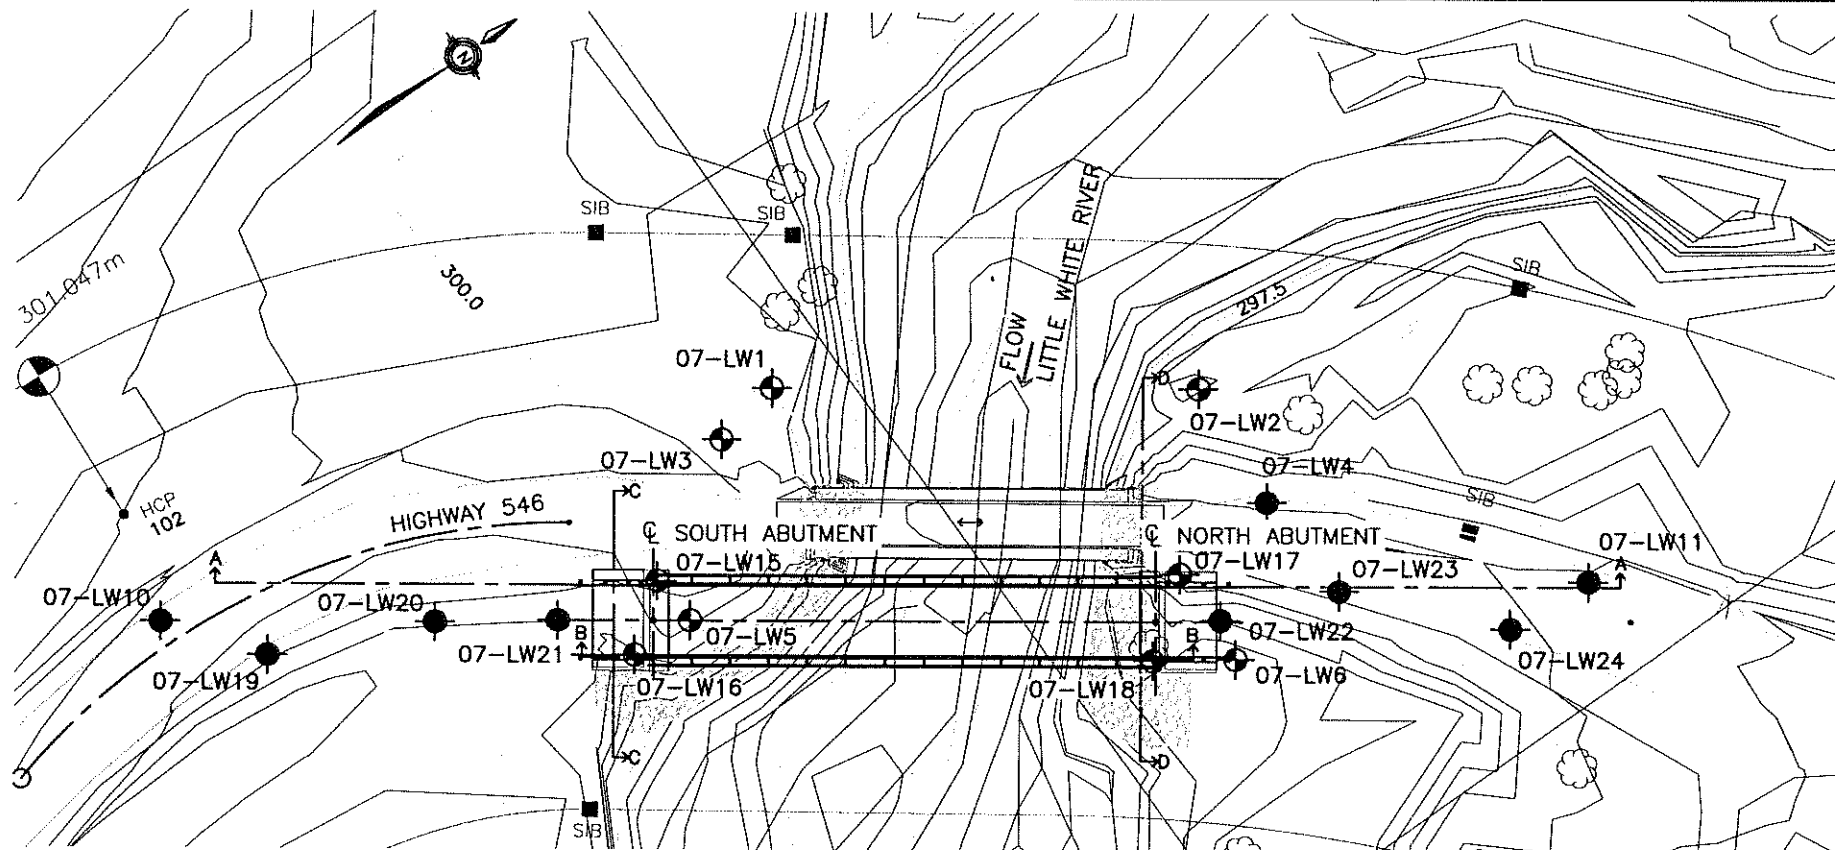 N
SIB
SIB
301.047m
300.0
FLOW
LITTLE WHITE RIVER
297.5
SIB
07-LW1
D
07-LW2
07-LW3
07-LW4
HCP
102
HIGHWAY 546
C
SIB
℄ SOUTH ABUTMENT
℄ NORTH ABUTMENT
07-LW11
A
07-LW15
07-LW17
07-LW23
A
07-LW10
07-LW20
B
07-LW5
B
07-LW22
07-LW21
07-LW24
07-LW19
07-LW16
07-LW18
07-LW6
C
D
SIB